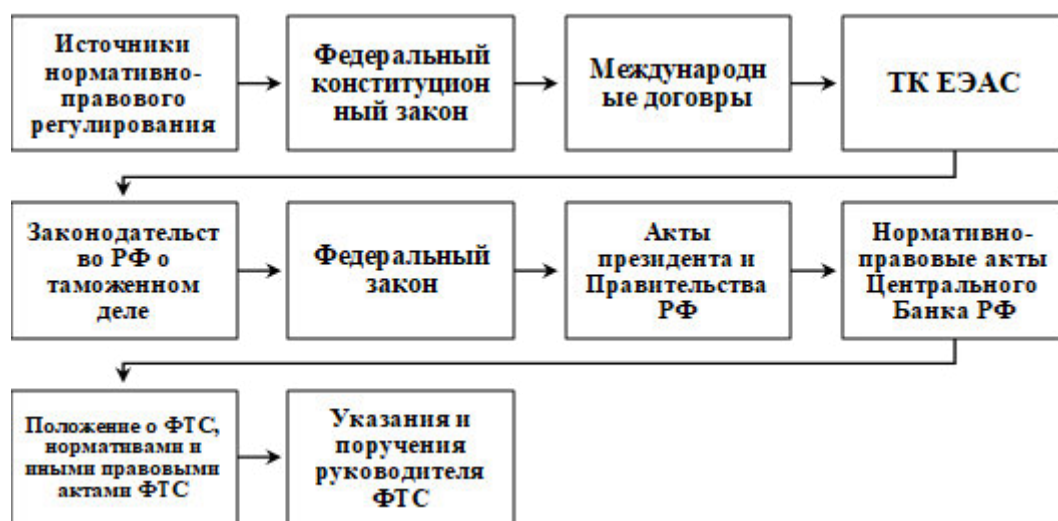 Источники
нормативно-
правового
регулирования
Федеральный
конституцион
ный закон
Международн
ые договры
ТК ЕЭАС
Законодательст
во РФ о
таможенном
деле
Федеральный
закон
Акты
президента и
Правительства
РФ
Нормативно-
правовые акты
Центрального
Банка РФ
Положение о ФТС,
нормативами и
иными правовыми
актами ФТС
Указания и
поручения
руководителя
ФТС